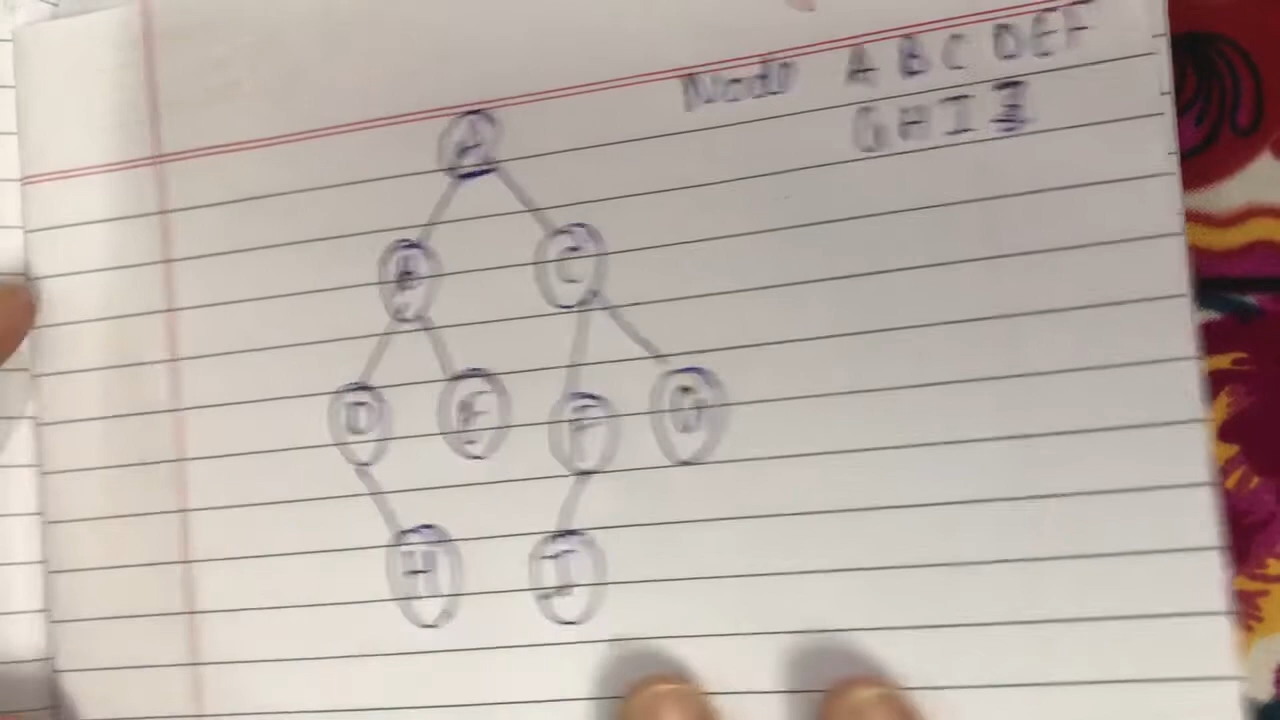 Node A B C D E F
G H I J
A
B C
D E F G
H I